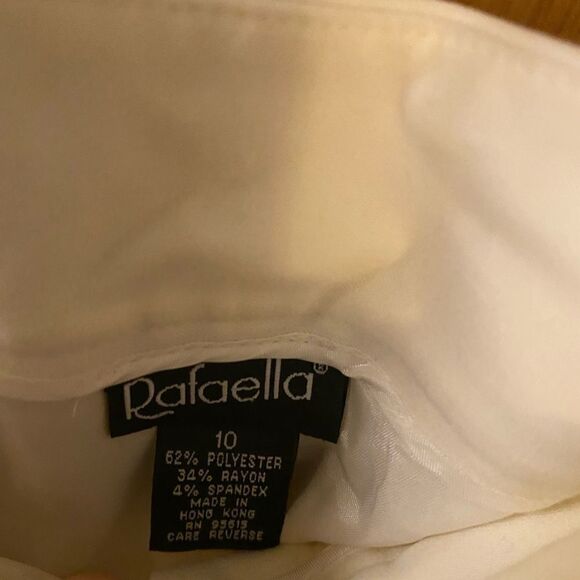 Rafaella®
10
62% POLYESTER
34% RAYON
4% SPANDEX
MADE IN
HONG KONG
RN 93615
CARE REVERSE